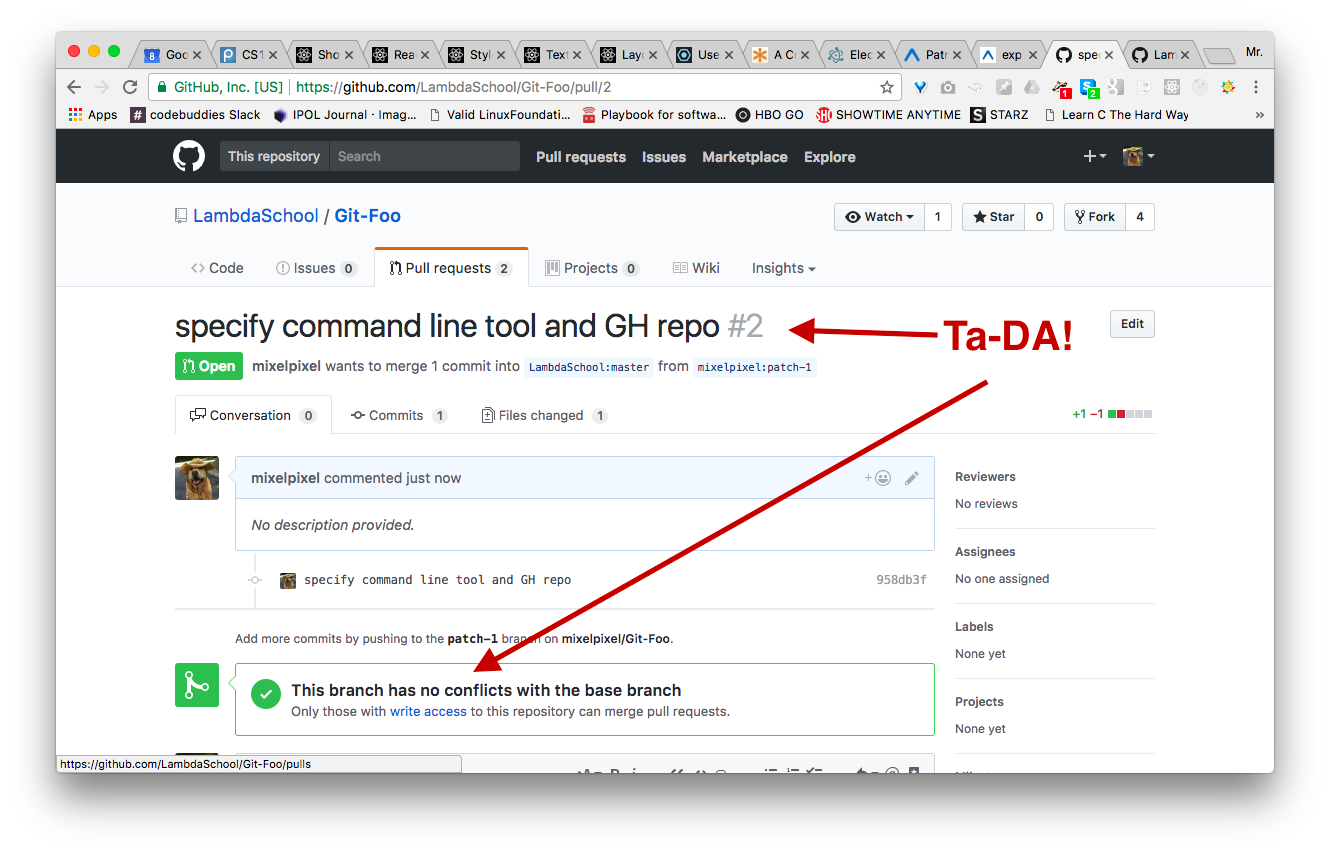 Goo CS1 Sho Rea Styl Text Layo Use A Co Elec Patr exp spec Lam Mr.
GitHub, Inc. [US] https://github.com/LambdaSchool/Git-Foo/pull/2 1 2
Apps codebuddies Slack IPOL Journal · Imag... Valid LinuxFoundati... Playbook for softwa... HBO GO SHOWTIME ANYTIME STARZ Learn C The Hard Way »
This repository Search Pull requests Issues Marketplace Explore
LambdaSchool / Git-Foo Watch 1 Star 0 Fork 4
Code Issues 0 Pull requests 2 Projects 0 Wiki Insights
specify command line tool and GH repo #2 Ta-DA! Edit
Open mixelpixel wants to merge 1 commit into LambdaSchool:master from mixelpixel:patch-1
Conversation 0 Commits 1 Files changed 1 +1 −1
mixelpixel commented just now
Reviewers
No reviews
No description provided.
Assignees
specify command line tool and GH repo 958db3f
No one assigned
Labels
Add more commits by pushing to the patch-1 branch on mixelpixel/Git-Foo.
None yet
This branch has no conflicts with the base branch
Only those with write access to this repository can merge pull requests.
Projects
None yet
https://github.com/LambdaSchool/Git-Foo/pulls